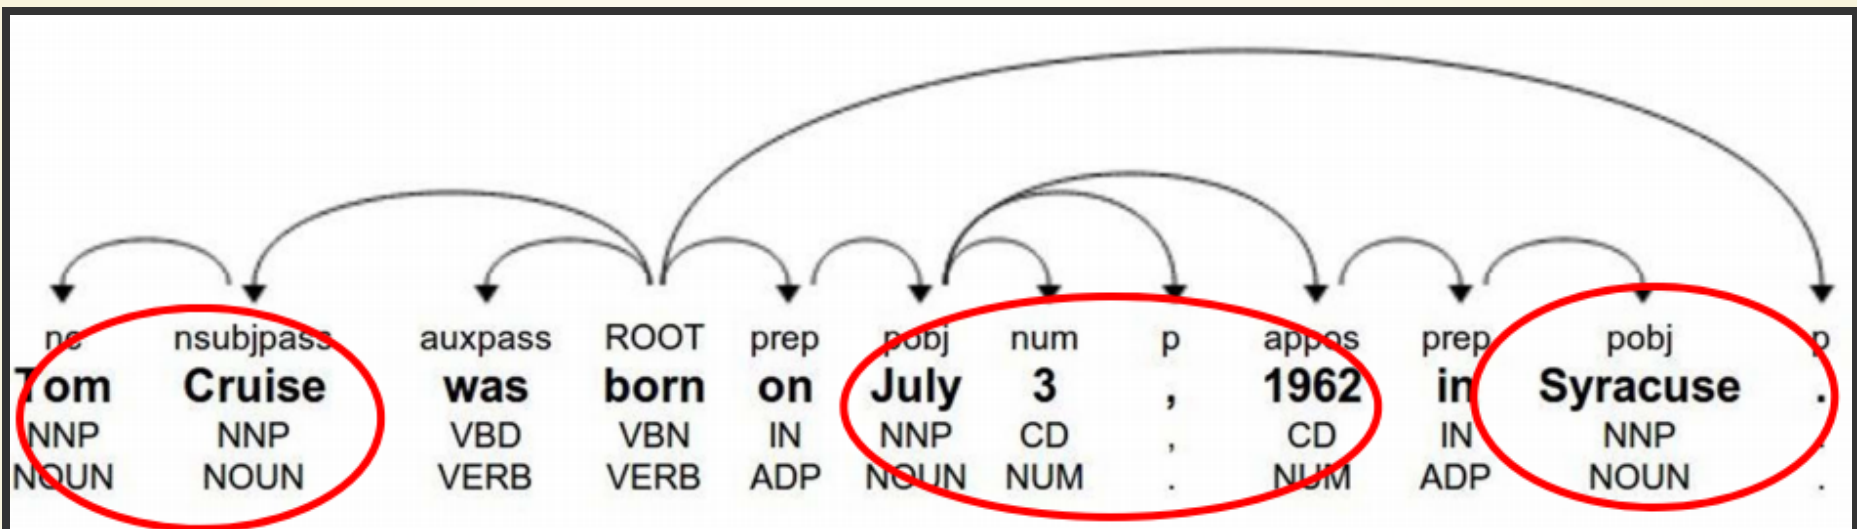 nc nsubjpass auxpass ROOT prep pobj num p appos prep pobj p
Tom Cruise was born on July 3 , 1962 in Syracuse .
NNP NNP VBD VBN IN NNP CD , CD IN NNP .
NOUN NOUN VERB VERB ADP NOUN NUM . NUM ADP NOUN .